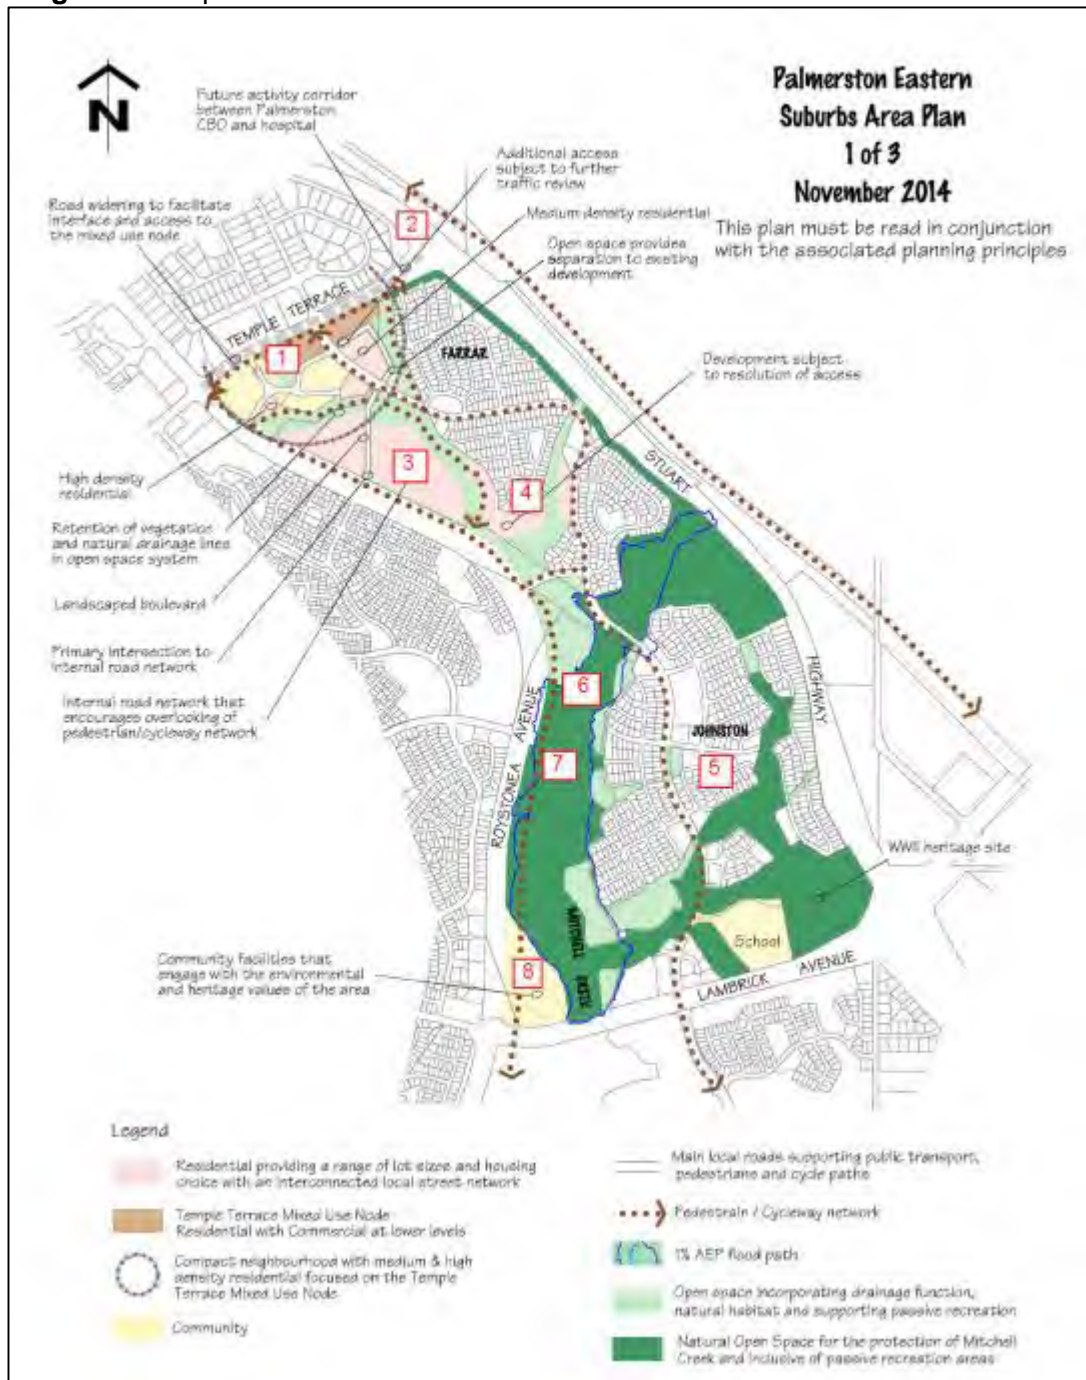 Palmerston Eastern
Suburbs Area Plan
1 of 3
November 2014
This plan must be read in conjunction
with the associated planning principles
N
Future activity corridor
between Palmerston
CBD and hospital
Additional access
subject to further
traffic review
Road widening to facilitate
interface and access to
the mixed use node
2
Medium density residential
Open space provides
separation to existing
development
TEMPLE TERRACE
1
FARRAR
Development subject
to resolution of access
STUART
3
4
High density
residential
Retention of vegetation
and natural drainage lines
in open space system
Landscaped boulevard
Primary intersection to
internal road network
Internal road network that
encourages overlooking of
pedestrian/cycleway network
HIGHWAY
6
ROYSTONEA AVENUE
JOHNSTON
7
5
WWII heritage site
MITCHELL CREEK
School
Community facilities that
engage with the environmental
and heritage values of the area
8
LAMBRICK AVENUE
Legend
Residential providing a range of lot sizes and housing
choice with an interconnected local street network
Temple Terrace Mixed Use Node
Residential with Commercial at lower levels
Compact neighbourhood with medium & high
density residential focused on the Temple
Terrace Mixed Use Node
Community
Main local roads supporting public transport,
pedestrians and cycle paths
Pedestrain / Cycleway network
1% AEP flood path
Open space incorporating drainage function,
natural habitat and supporting passive recreation
Natural Open Space for the protection of Mitchell
Creek and inclusive of passive recreation areas